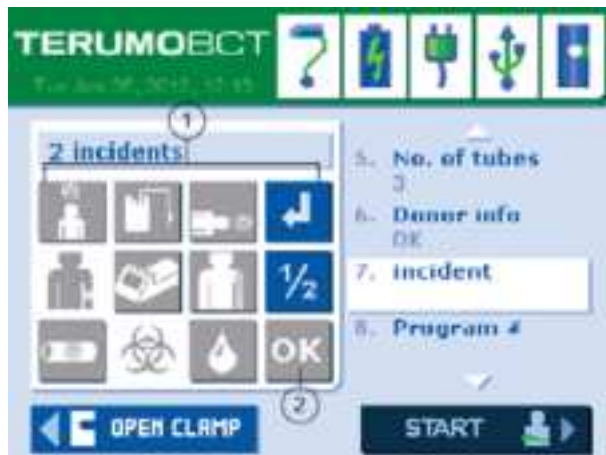 TERUMOBCT
1
2 incidents
5. No. of tubes
3
6. Donor info
OK
7. incident
1/2
8. Program #
OK
2
OPEN CLAMP
START